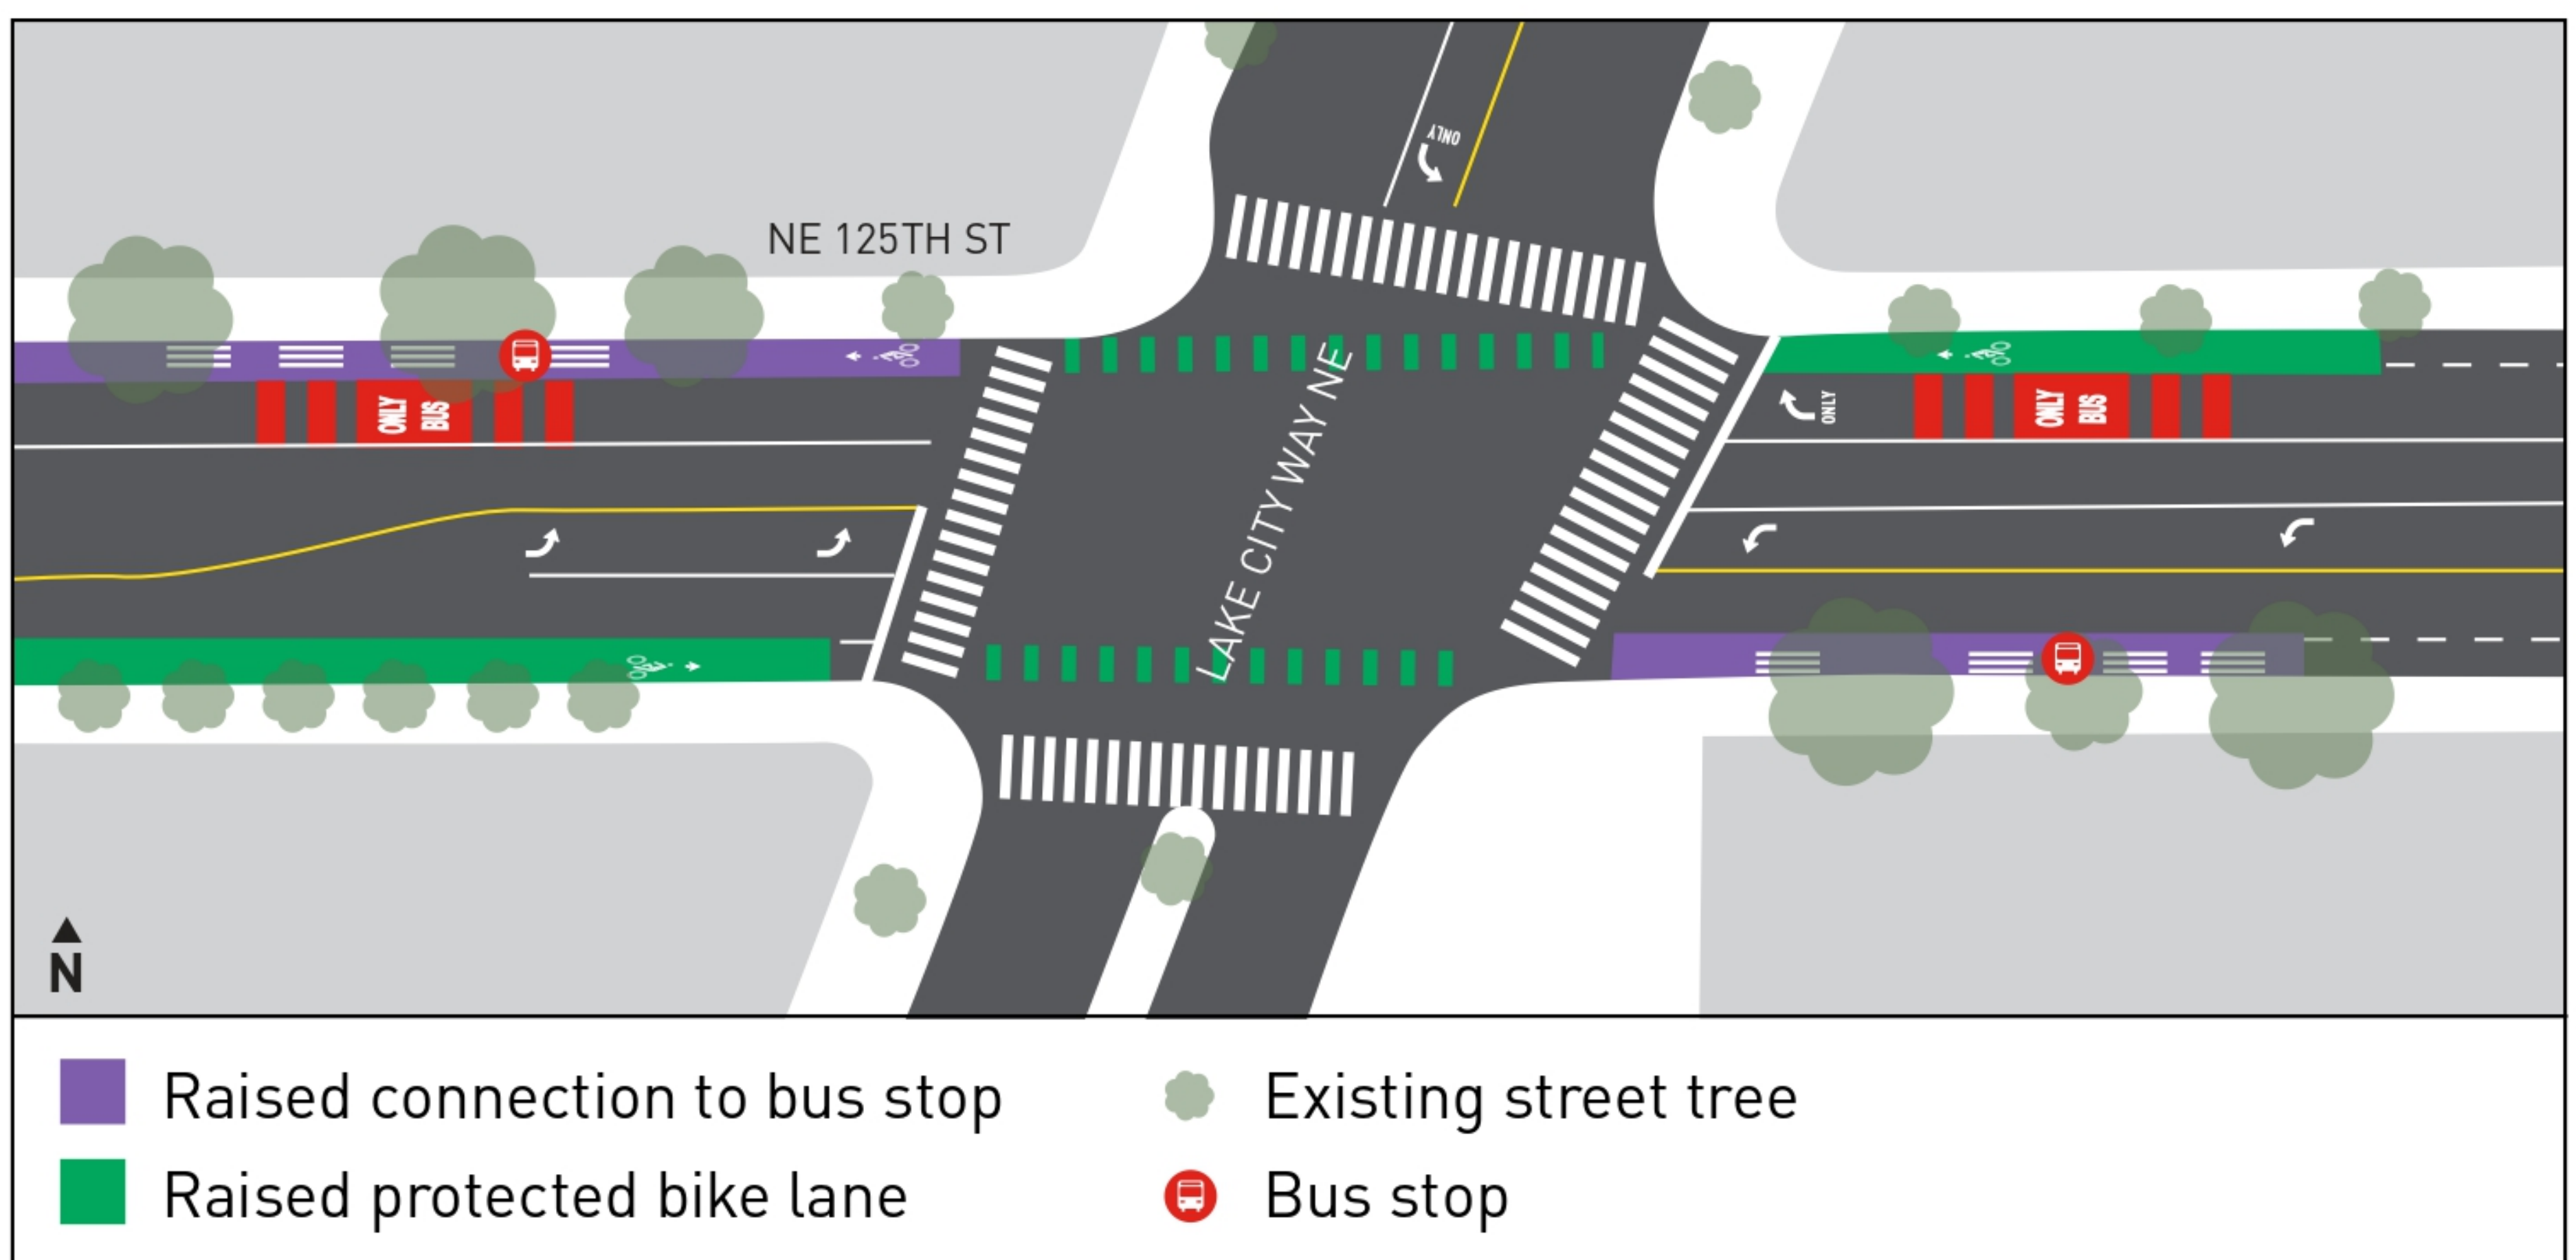 ONLY
NE 125TH ST
LAKE CITY WAY NE
ONLY
BUS
ONLY
ONLY
BUS
N
Raised connection to bus stop
Existing street tree
Raised protected bike lane
Bus stop